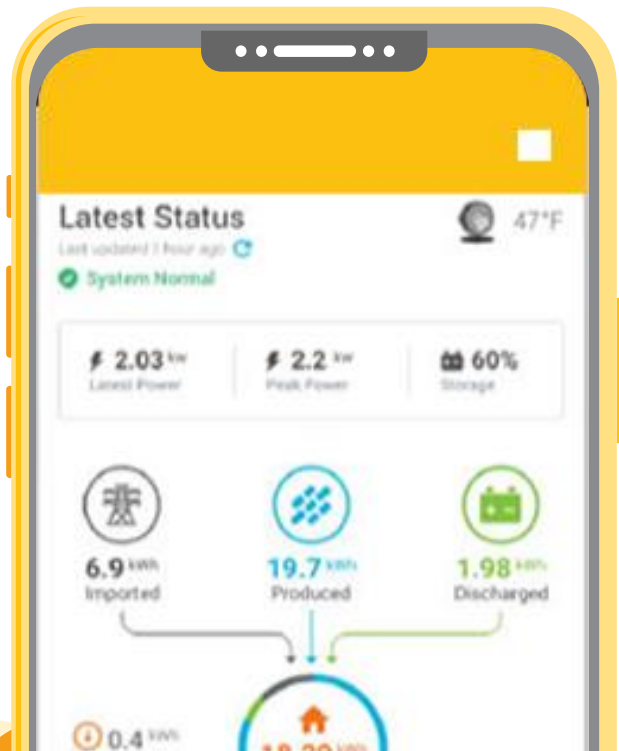 Latest Status
47°F
Last updated 1 hour ago
System Normal
2.03 kW
2.2 kW
60%
Latest Power
Peak Power
Storage
6.9 kWh
19.7 kWh
1.98 kWh
Imported
Produced
Discharged
0.4 kWh